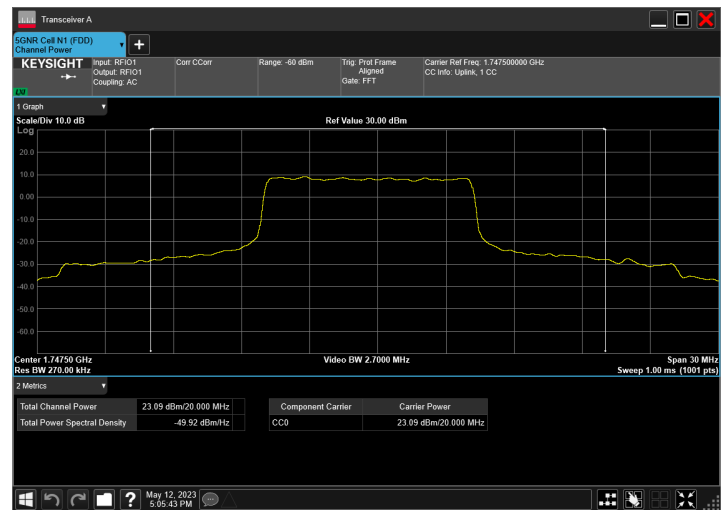 Transceiver A
5GNR Cell N1 (FDD)
Channel Power
KEYSIGHT
LXI
Input: RFIO1
Output: RFIO1
Coupling: AC
Corr CCorr
Range: -60 dBm
Trig: Prot Frame
Aligned
Gate: FFT
Carrier Ref Freq: 1.747500000 GHz
CC Info: Uplink, 1 CC
1 Graph
Scale/Div 10.0 dB
Ref Value 30.00 dBm
Log
20.0
10.0
0.00
-10.0
-20.0
-30.0
-40.0
-50.0
-60.0
Center 1.74750 GHz
Video BW 2.7000 MHz
Span 30 MHz
Res BW 270.00 kHz
Sweep 1.00 ms (1001 pts)
2 Metrics
Total Channel Power 23.09 dBm/20.000 MHz
Total Power Spectral Density -49.92 dBm/Hz
Component Carrier Carrier Power
CC0 23.09 dBm/20.000 MHz
May 12, 2023
5:05:43 PM